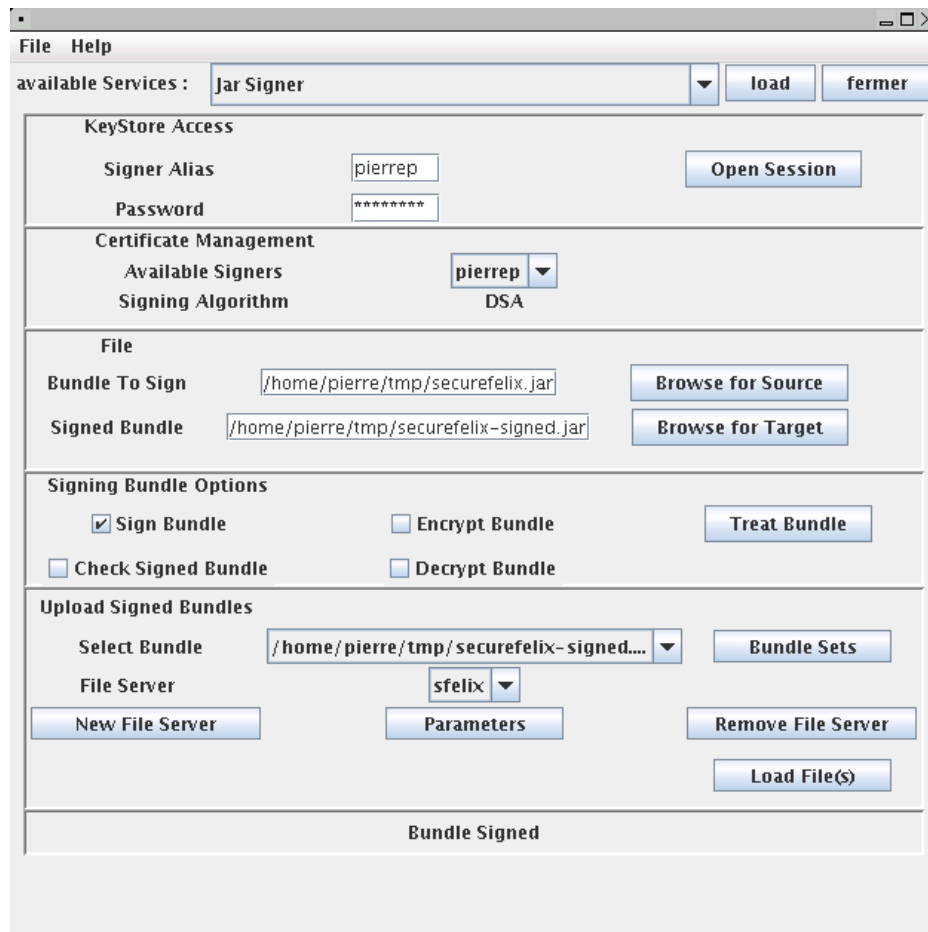 File Help
available Services : Jar Signer load fermer
KeyStore Access
Signer Alias pierrep Open Session
Password ********
Certificate Management
Available Signers pierrep
Signing Algorithm DSA
File
Bundle To Sign /home/pierre/tmp/securefelix.jar Browse for Source
Signed Bundle /home/pierre/tmp/securefelix-signed.jar Browse for Target
Signing Bundle Options
Sign Bundle Encrypt Bundle Treat Bundle
Check Signed Bundle Decrypt Bundle
Upload Signed Bundles
Select Bundle /home/pierre/tmp/securefelix-signed.... Bundle Sets
File Server sfelix
New File Server Parameters Remove File Server
Load File(s)
Bundle Signed